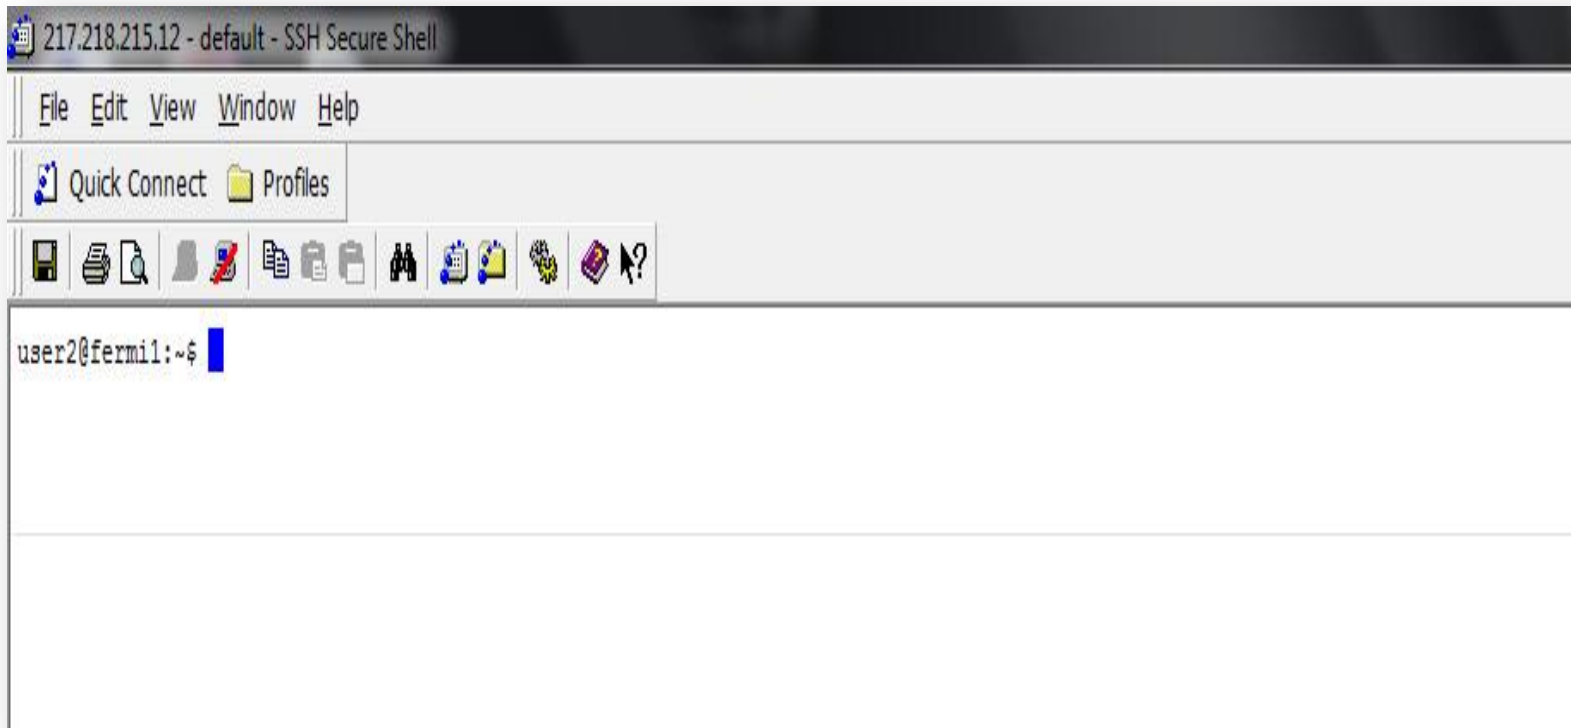 217.218.215.12 - default - SSH Secure Shell
File Edit View Window Help
Quick Connect Profiles
user2@fermi1:~$